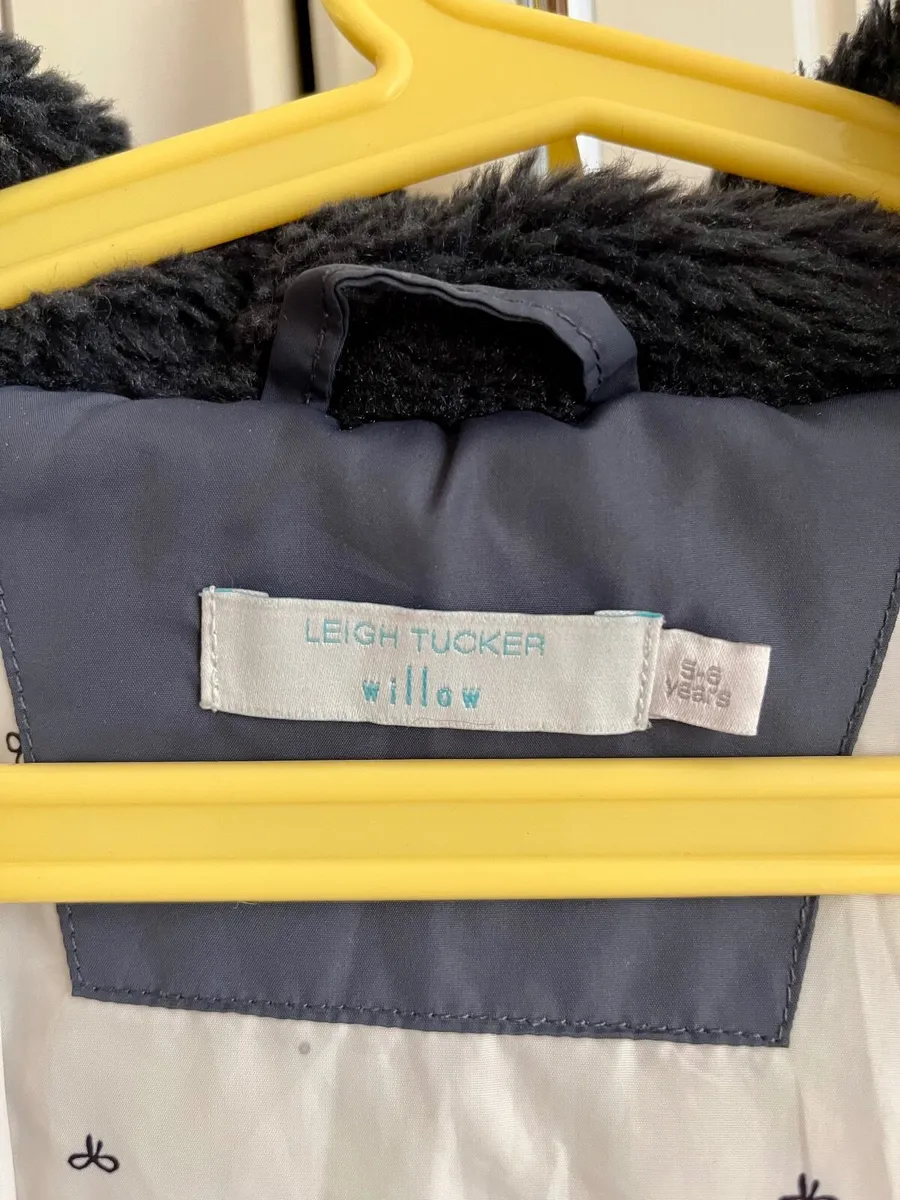 LEIGH TUCKER
willow
5-6
years